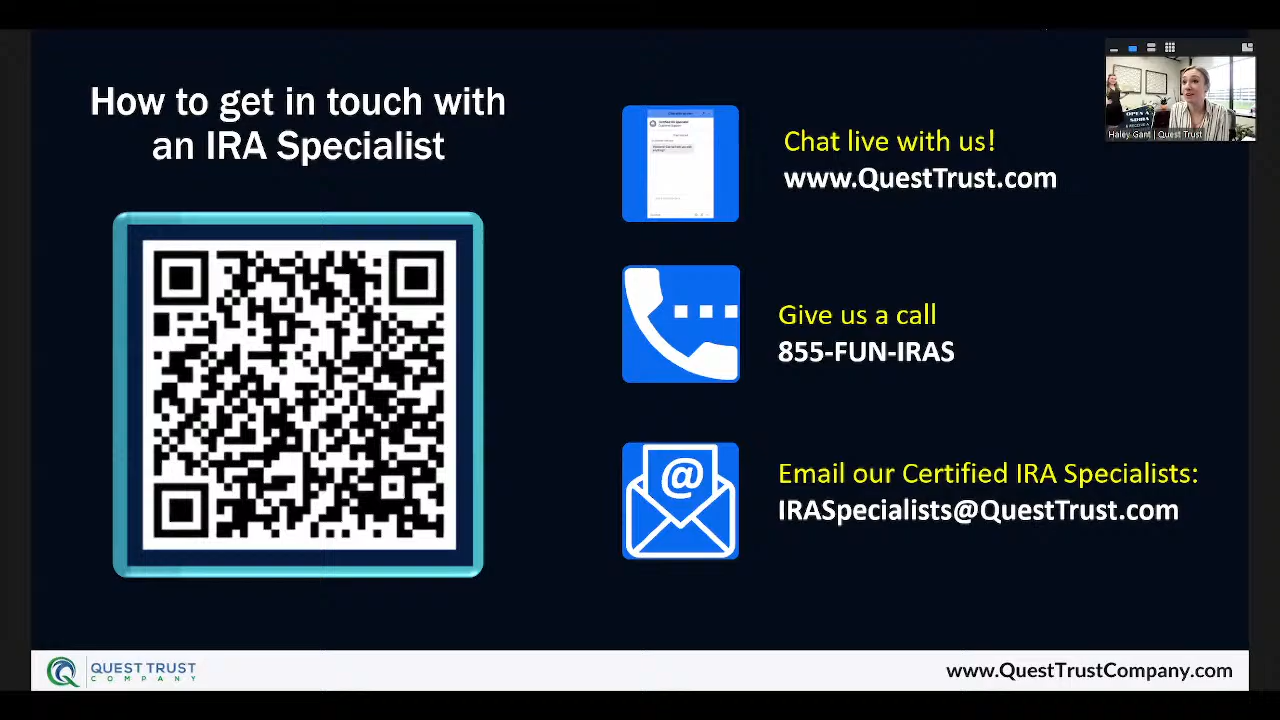 How to get in touch with
an IRA Specialist
Chat live with us!
www.QuestTrust.com
Give us a call
855-FUN-IRAS
Email our Certified IRA Specialists:
IRASpecialists@QuestTrust.com
Haley Gant | Quest Trust
OPEN A
QUEST TRUST
COMPANY
www.QuestTrustCompany.com